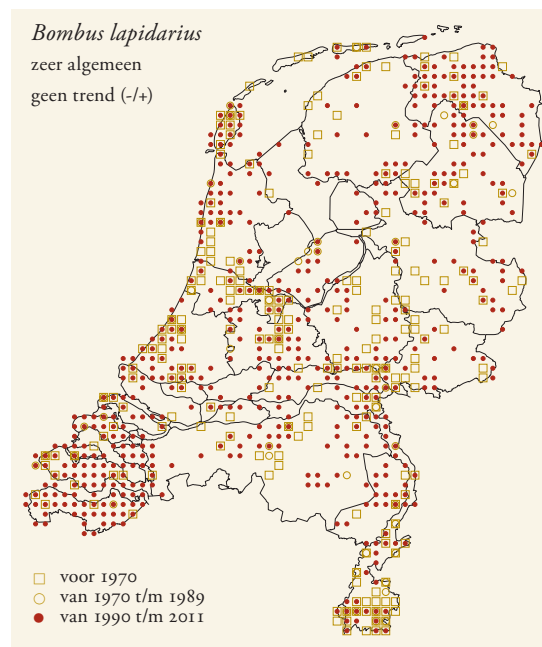 Bombus lapidarius
zeer algemeen
geen trend (-/+)
voor 1970
van 1970 t/m 1989
van 1990 t/m 2011